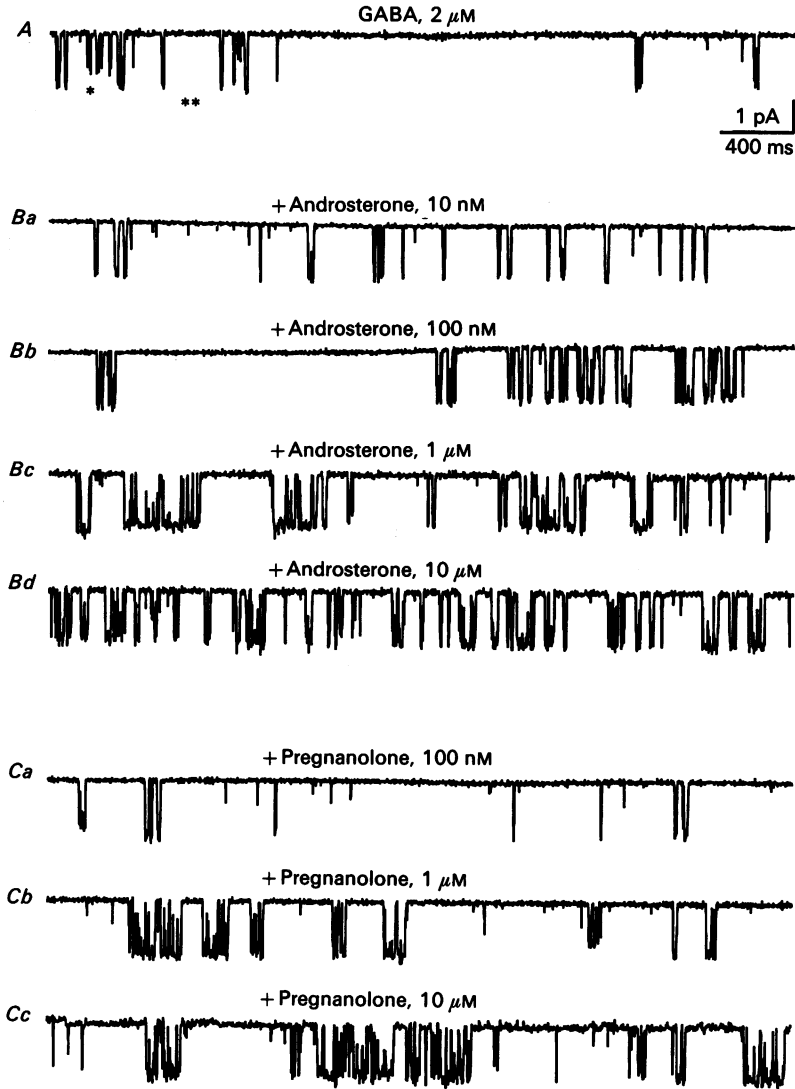 A
GABA, 2 μM
*
**
1 pA
400 ms
Ba
+Androsterone, 10 nM
Bb
+Androsterone, 100 nM
Bc
+Androsterone, 1 μM
Bd
+Androsterone, 10 μM
Ca
+Pregnanolone, 100 nM
Cb
+Pregnanolone, 1 μM
Cc
+Pregnanolone, 10 μM